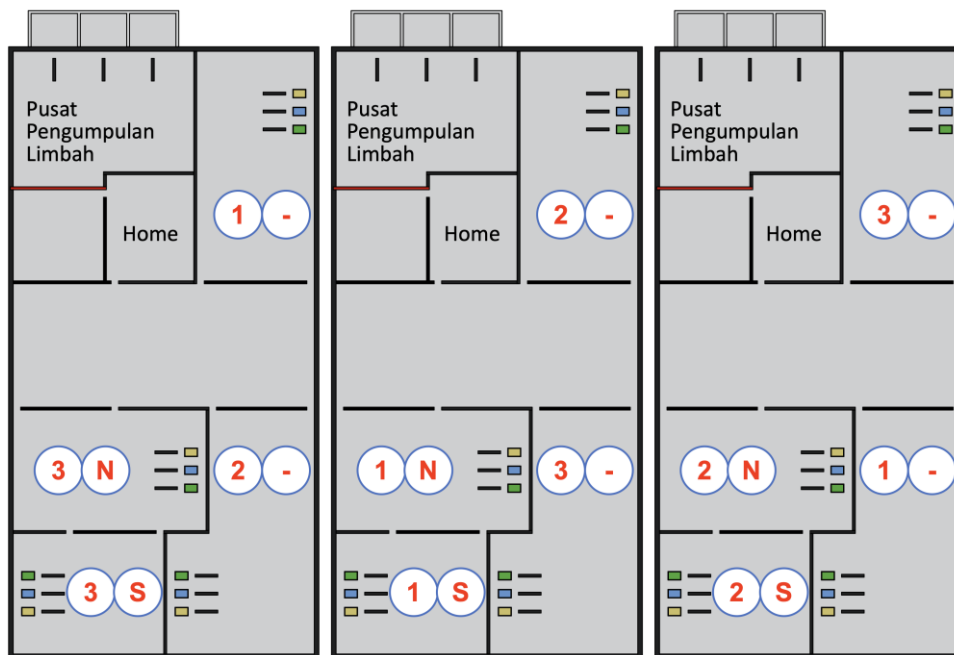 Pusat
Pengumpulan
Limbah
1 -
Home
3 N
2 -
3 S
Pusat
Pengumpulan
Limbah
2 -
Home
1 N
3 -
1 S
Pusat
Pengumpulan
Limbah
3 -
Home
2 N
1 -
2 S